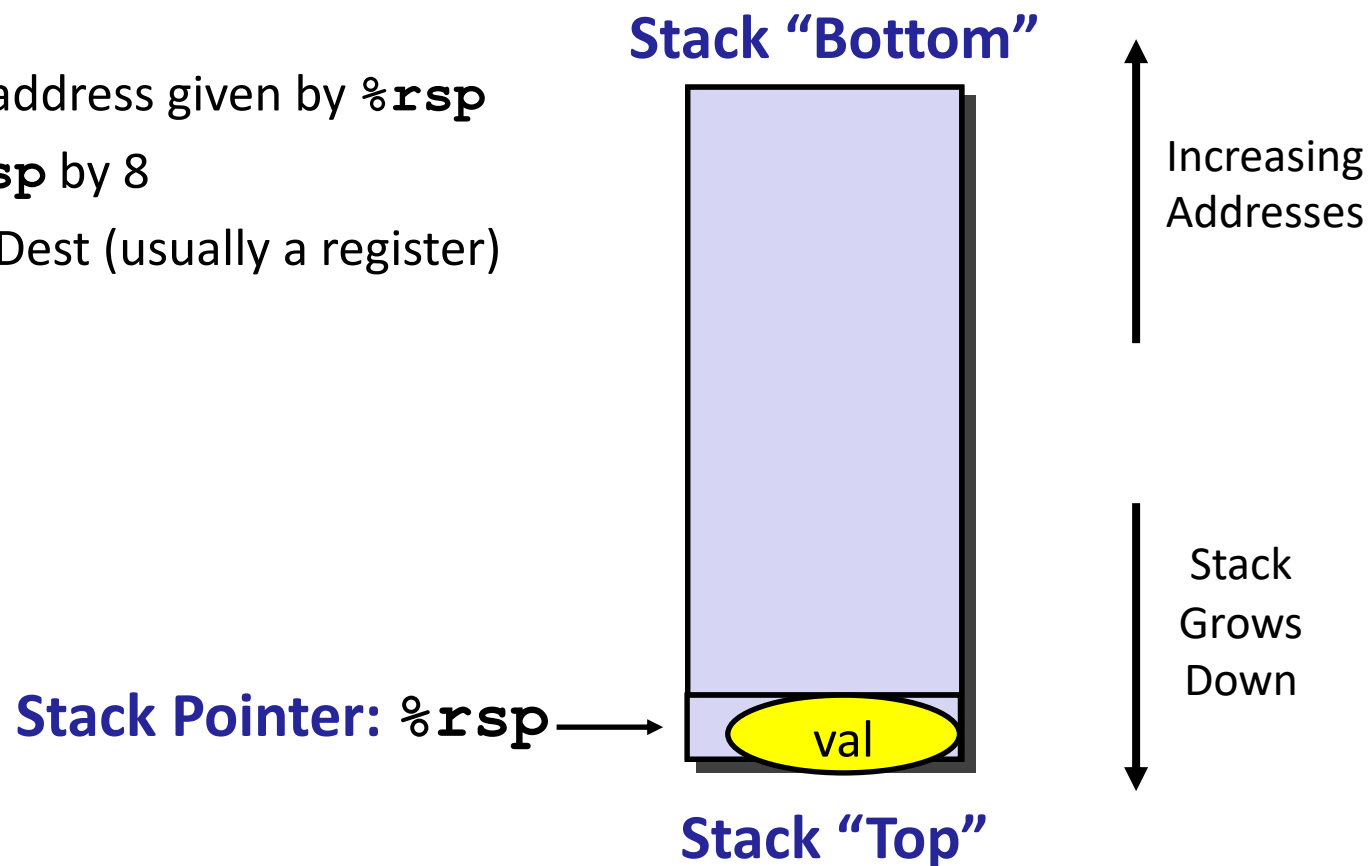 Stack “Bottom”
address given by %rsp
sp by 8
Dest (usually a register)
Increasing
Addresses
Stack
Grows
Down
Stack Pointer: %rsp
val
Stack “Top”